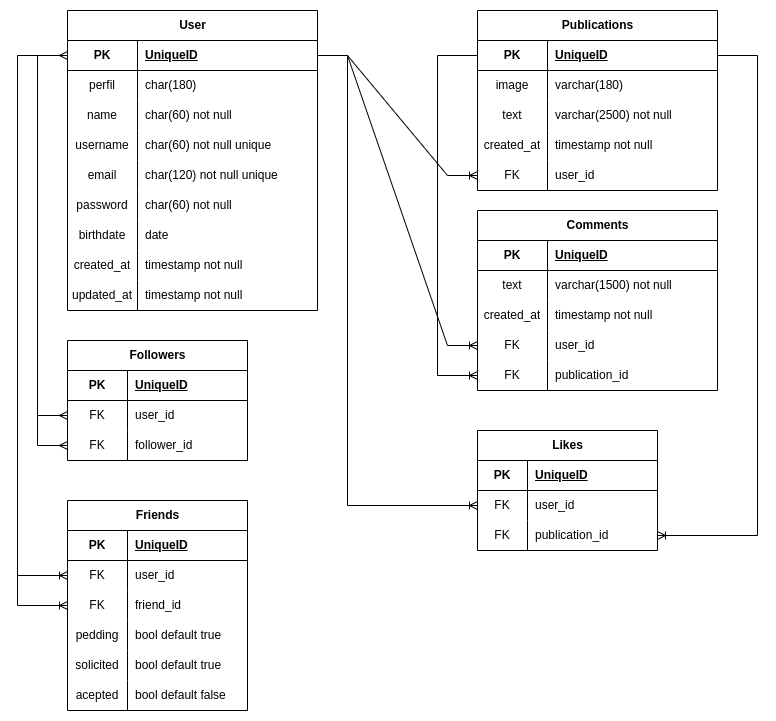 User
PK UniqueID
perfil char(180)
name char(60) not null
username char(60) not null unique
email char(120) not null unique
password char(60) not null
birthdate date
created_at timestamp not null
updated_at timestamp not null
Followers
PK UniqueID
FK user_id
FK follower_id
Friends
PK UniqueID
FK user_id
FK friend_id
pedding bool default true
solicited bool default true
acepted bool default false
Publications
PK UniqueID
image varchar(180)
text varchar(2500) not null
created_at timestamp not null
FK user_id
Comments
PK UniqueID
text varchar(1500) not null
created_at timestamp not null
FK user_id
FK publication_id
Likes
PK UniqueID
FK user_id
FK publication_id